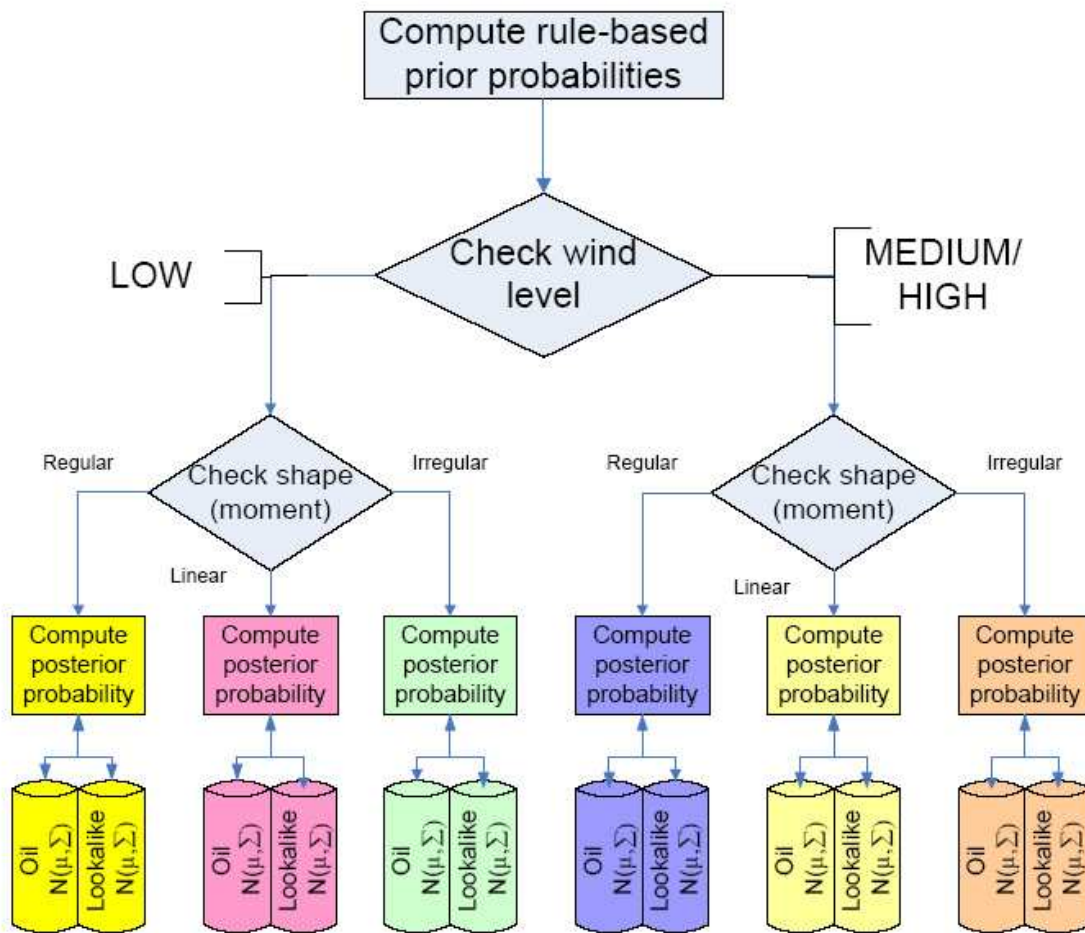 Compute rule-based
prior probabilities
Check wind
level
LOW
MEDIUM/
HIGH
Regular
Check shape
(moment)
Irregular
Linear
Regular
Check shape
(moment)
Irregular
Linear
Compute
posterior
probability
Compute
posterior
probability
Compute
posterior
probability
Compute
posterior
probability
Compute
posterior
probability
Compute
posterior
probability
Oil
N(μ,Σ)
Lookalike
N(μ,Σ)
Oil
N(μ,Σ)
Lookalike
N(μ,Σ)
Oil
N(μ,Σ)
Lookalike
N(μ,Σ)
Oil
N(μ,Σ)
Lookalike
N(μ,Σ)
Oil
N(μ,Σ)
Lookalike
N(μ,Σ)
Oil
N(μ,Σ)
Lookalike
N(μ,Σ)